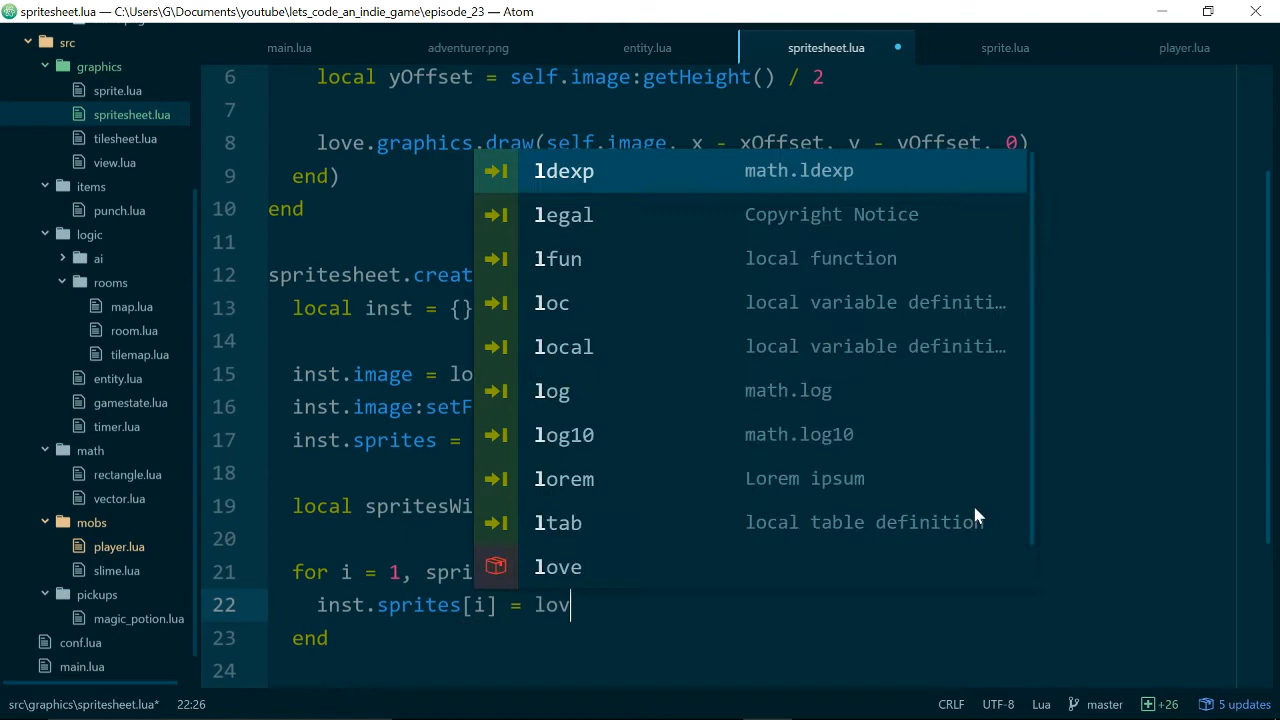 spritesheet.lua — C:\Users\G\Documents\youtube\lets_code_an_indie_game\episode_23 — Atom
src
graphics
sprite.lua
spritesheet.lua
tilesheet.lua
view.lua
items
punch.lua
logic
ai
rooms
map.lua
room.lua
tilemap.lua
entity.lua
gamestate.lua
timer.lua
math
rectangle.lua
vector.lua
mobs
player.lua
slime.lua
pickups
magic_potion.lua
conf.lua
main.lua
main.lua adventurer.png entity.lua spritesheet.lua sprite.lua player.lua
6 local yOffset = self.image:getHeight() / 2
7
8 love.graphics.draw(self.image, x - xOffset, y - yOffset, 0)
9 end)
10 end
11
12 spritesheet.creat
13 local inst = {}
14
15 inst.image = lo
16 inst.image:setF
17 inst.sprites =
18
19 local spritesWi
20
21 for i = 1, spri
22 inst.sprites[i] = lov
23 end
24
ldexp math.ldexp
legal Copyright Notice
lfun local function
loc local variable definiti…
local local variable definiti…
log math.log
log10 math.log10
lorem Lorem ipsum
ltab local table definition
love
src\graphics\spritesheet.lua* 22:26 CRLF UTF-8 Lua master +26 5 updates